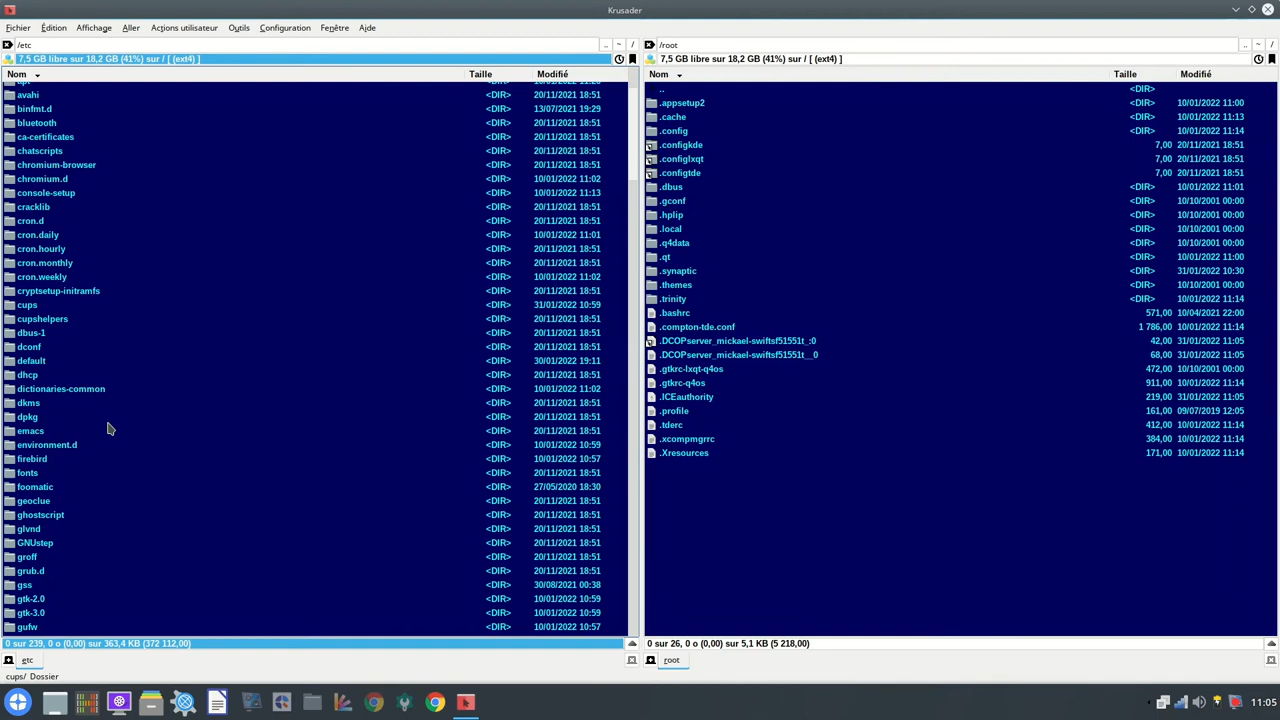 Krusader
Fichier Édition Affichage Aller Actions utilisateur Outils Configuration Fenêtre Aide
/etc .. ~ /
7,5 GB libre sur 18,2 GB (41%) sur / [ (ext4) ]
Nom Taille Modifié
avahi <DIR> 20/11/2021 18:51
binfmt.d <DIR> 13/07/2021 19:29
bluetooth <DIR> 20/11/2021 18:51
ca-certificates <DIR> 20/11/2021 18:51
chatscripts <DIR> 20/11/2021 18:51
chromium-browser <DIR> 20/11/2021 18:51
chromium.d <DIR> 10/01/2022 11:02
console-setup <DIR> 10/01/2022 11:13
cracklib <DIR> 20/11/2021 18:51
cron.d <DIR> 20/11/2021 18:51
cron.daily <DIR> 10/01/2022 11:01
cron.hourly <DIR> 20/11/2021 18:51
cron.monthly <DIR> 20/11/2021 18:51
cron.weekly <DIR> 10/01/2022 11:02
cryptsetup-initramfs <DIR> 20/11/2021 18:51
cups <DIR> 31/01/2022 10:59
cupshelpers <DIR> 20/11/2021 18:51
dbus-1 <DIR> 20/11/2021 18:51
dconf <DIR> 20/11/2021 18:51
default <DIR> 30/01/2022 19:11
dhcp <DIR> 20/11/2021 18:51
dictionaries-common <DIR> 10/01/2022 11:02
dkms <DIR> 20/11/2021 18:51
dpkg <DIR> 20/11/2021 18:51
emacs <DIR> 20/11/2021 18:51
environment.d <DIR> 10/01/2022 10:59
firebird <DIR> 10/01/2022 10:57
fonts <DIR> 20/11/2021 18:51
foomatic <DIR> 27/05/2020 18:30
geoclue <DIR> 20/11/2021 18:51
ghostscript <DIR> 20/11/2021 18:51
glvnd <DIR> 20/11/2021 18:51
GNUstep <DIR> 20/11/2021 18:51
groff <DIR> 20/11/2021 18:51
grub.d <DIR> 20/11/2021 18:51
gss <DIR> 30/08/2021 00:38
gtk-2.0 <DIR> 10/01/2022 10:59
gtk-3.0 <DIR> 10/01/2022 10:59
gufw <DIR> 10/01/2022 10:57
0 sur 239, 0 o (0,00) sur 363,4 KB (372 112,00)
etc
/root .. ~ /
7,5 GB libre sur 18,2 GB (41%) sur / [ (ext4) ]
Nom Taille Modifié
.. <DIR>
.appsetup2 <DIR> 10/01/2022 11:00
.cache <DIR> 10/01/2022 11:13
.config <DIR> 10/01/2022 11:14
.configkde 7,00 20/11/2021 18:51
.configlxqt 7,00 20/11/2021 18:51
.configtde 7,00 20/11/2021 18:51
.dbus <DIR> 10/01/2022 11:01
.gconf <DIR> 10/10/2001 00:00
.hplip <DIR> 10/10/2001 00:00
.local <DIR> 10/10/2001 00:00
.q4data <DIR> 10/10/2001 00:00
.qt <DIR> 10/01/2022 11:00
.synaptic <DIR> 31/01/2022 10:30
.themes <DIR> 10/10/2001 00:00
.trinity <DIR> 10/01/2022 11:14
.bashrc 571,00 10/04/2021 22:00
.compton-tde.conf 1 786,00 10/01/2022 11:14
.DCOPserver_mickael-swiftsf51551t_:0 42,00 31/01/2022 11:05
.DCOPserver_mickael-swiftsf51551t__0 68,00 31/01/2022 11:05
.gtkrc-lxqt-q4os 472,00 10/10/2001 00:00
.gtkrc-q4os 911,00 10/01/2022 11:14
.ICEauthority 219,00 31/01/2022 11:05
.profile 161,00 09/07/2019 12:05
.tderc 412,00 10/01/2022 11:14
.xcompmgrrc 384,00 10/01/2022 11:14
.Xresources 171,00 10/01/2022 11:14
0 sur 26, 0 o (0,00) sur 5,1 KB (5 218,00)
root
cups/ Dossier
11:05